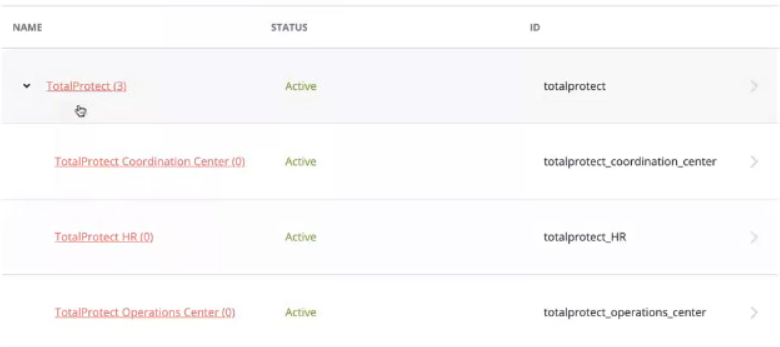 NAME STATUS ID
TotalProtect (3) Active totalprotect
TotalProtect Coordination Center (0) Active totalprotect_coordination_center
TotalProtect HR (0) Active totalprotect_HR
TotalProtect Operations Center (0) Active totalprotect_operations_center